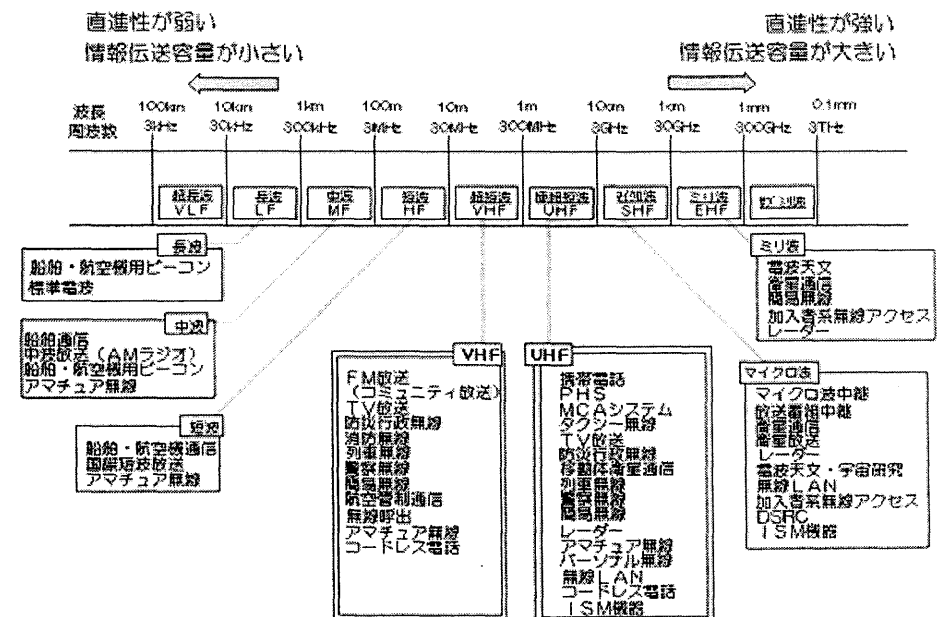 直進性が弱い
情報伝送容量が小さい
直進性が強い
情報伝送容量が大きい
波長 100km 10km 1km 100m 10m 1m 10cm 1cm 1mm 0.1mm
周波数 3kHz 30kHz 300kHz 3MHz 30MHz 300MHz 3GHz 30GHz 300GHz 3THz
超長波 長波 中波 短波 超短波 極超短波 マイクロ波 ミリ波 サブミリ波
VLF LF MF HF VHF UHF SHF EHF
長波
船舶・航空機用ビーコン
標準電波
中波
船舶通信
中波放送（AMラジオ）
船舶・航空機用ビーコン
アマチュア無線
短波
船舶・航空機通信
国際短波放送
アマチュア無線
VHF
FM放送
（コミュニティ放送）
TV放送
防災行政無線
消防無線
列車無線
警察無線
簡易無線
航空管制通信
無線呼出
アマチュア無線
コードレス電話
UHF
携帯電話
PHS
MCAシステム
タクシー無線
TV放送
防災行政無線
移動体衛星通信
列車無線
警察無線
簡易無線
レーダー
アマチュア無線
パーソナル無線
無線LAN
コードレス電話
ISM機器
ミリ波
電波天文
衛星通信
簡易無線
加入者系無線アクセス
レーダー
マイクロ波
マイクロ波中継
放送番組中継
衛星通信
衛星放送
レーダー
電波天文・宇宙研究
無線LAN
加入者系無線アクセス
DSRC
ISM機器